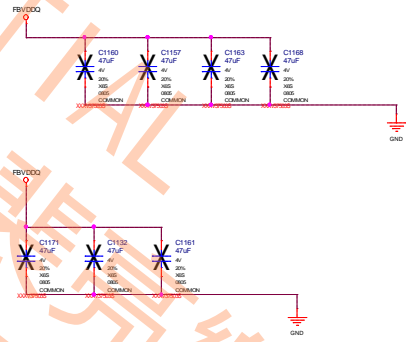 FBVDDQ
C1160
47uF
4V
20%
X6S
0805
COMMON
C1157
47uF
4V
20%
X6S
0805
COMMON
C1163
47uF
4V
20%
X6S
0805
COMMON
C1168
47uF
4V
20%
X6S
0805
COMMON
GND
FBVDDQ
C1171
47uF
4V
20%
X6S
0805
COMMON
C1132
47uF
4V
20%
X6S
0805
COMMON
C1161
47uF
4V
20%
X6S
0805
COMMON
GND
TIAL